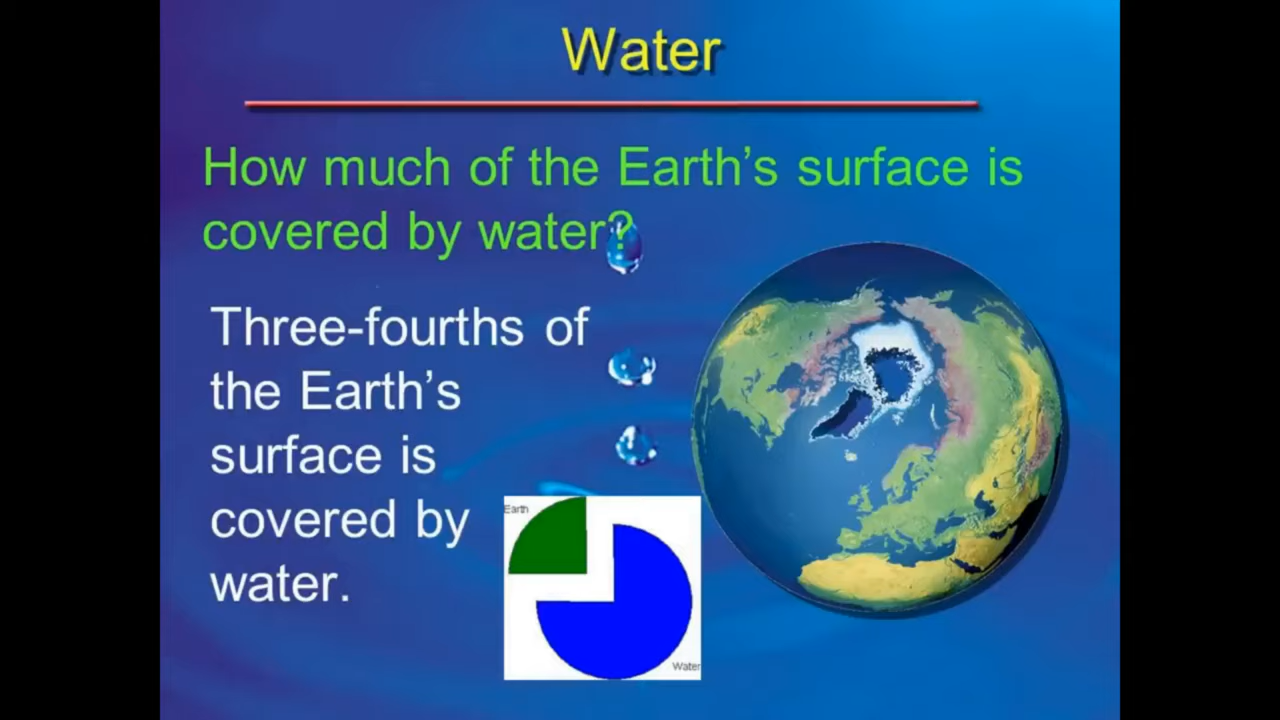 Water
How much of the Earth's surface is
covered by water?
Three-fourths of
the Earth's
surface is
covered by
water.
Earth
Water